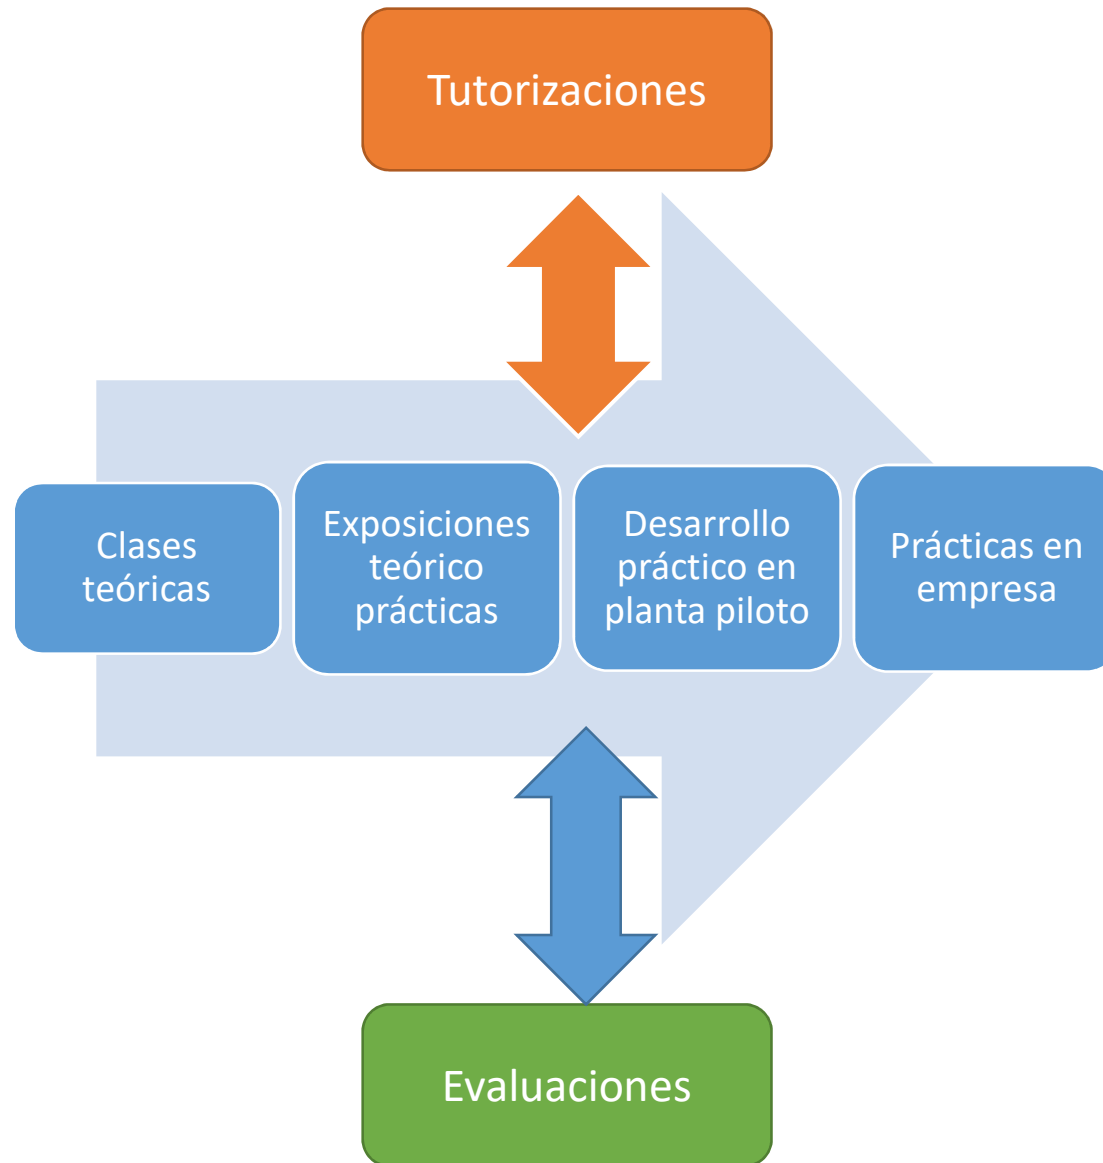 Tutorizaciones
Clases
teóricas
Exposiciones
teórico
prácticas
Desarrollo
práctico en
planta piloto
Prácticas en
empresa
Evaluaciones